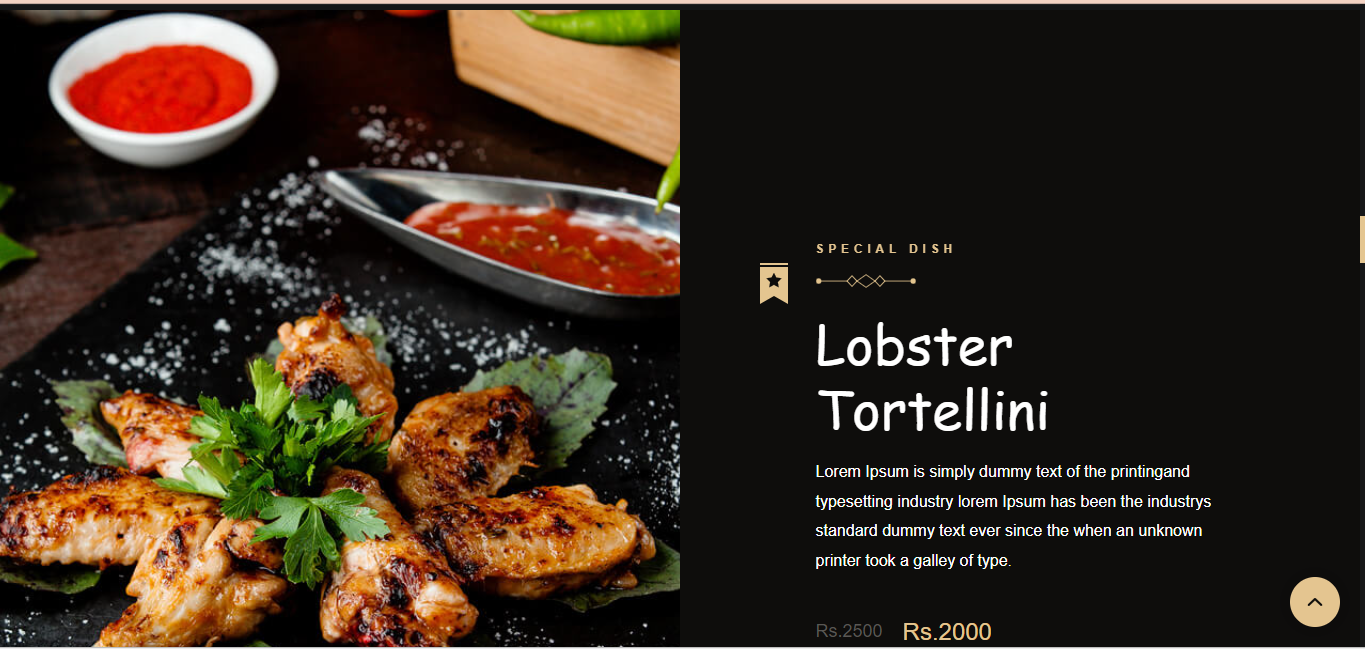 SPECIAL DISH
Lobster
Tortellini
Lorem Ipsum is simply dummy text of the printingand
typesetting industry lorem Ipsum has been the industrys
standard dummy text ever since the when an unknown
printer took a galley of type.
Rs.2500 Rs.2000